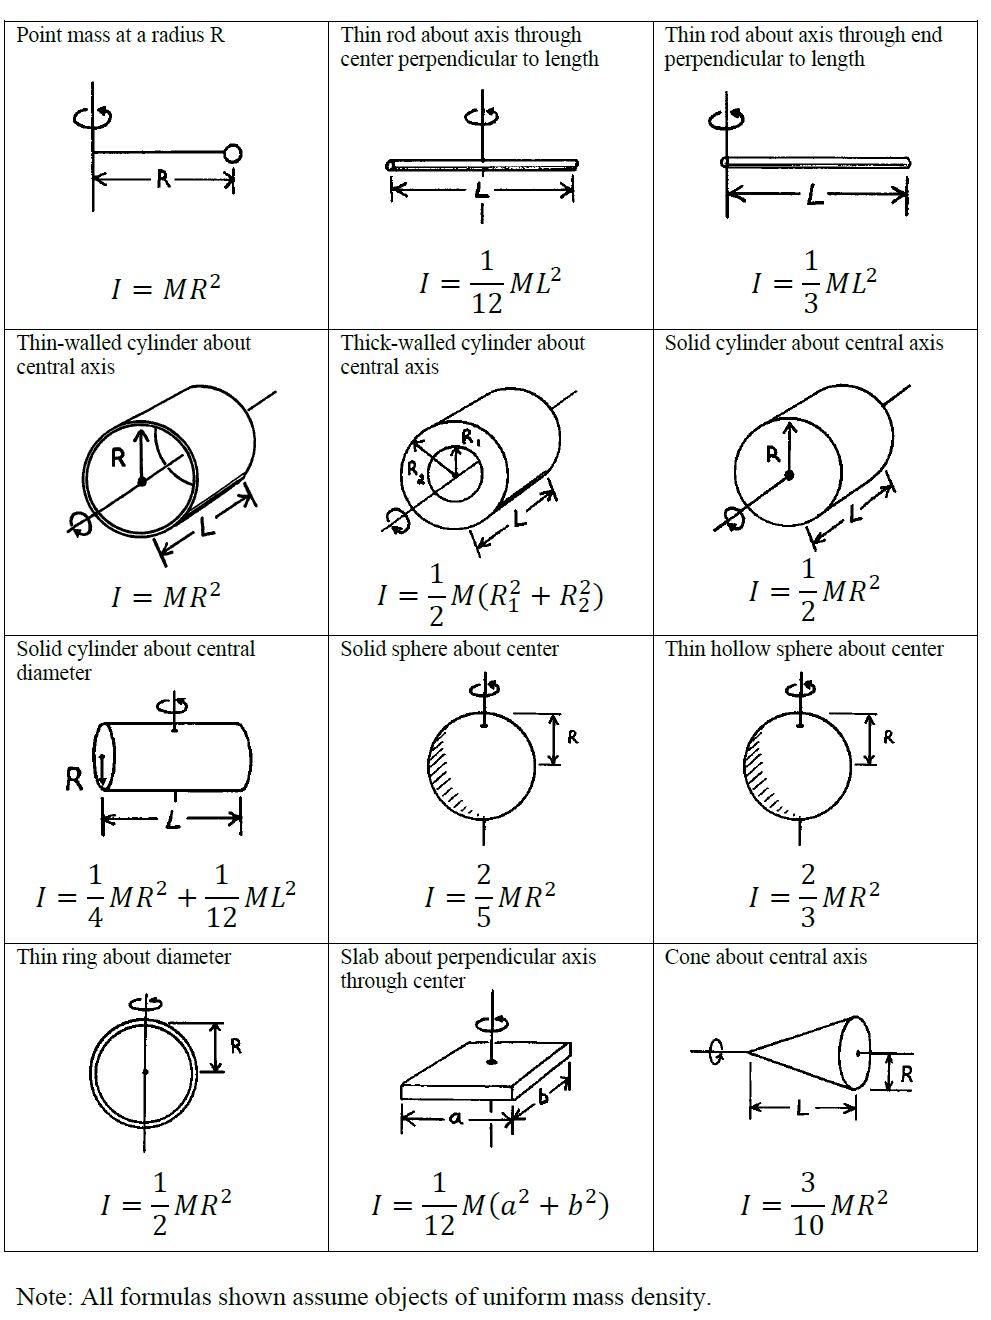 Point mass at a radius R
R
I = MR²
Thin rod about axis through
center perpendicular to length
L
I = 1/12 ML²
Thin rod about axis through end
perpendicular to length
L
I = 1/3 ML²
Thin-walled cylinder about
central axis
R
L
I = MR²
Thick-walled cylinder about
central axis
R₁
R₂
L
I = 1/2 M(R₁² + R₂²)
Solid cylinder about central axis
R
L
I = 1/2 MR²
Solid cylinder about central
diameter
R
L
I = 1/4 MR² + 1/12 ML²
Solid sphere about center
R
I = 2/5 MR²
Thin hollow sphere about center
R
I = 2/3 MR²
Thin ring about diameter
R
I = 1/2 MR²
Slab about perpendicular axis
through center
b
a
I = 1/12 M(a² + b²)
Cone about central axis
R
L
I = 3/10 MR²
Note: All formulas shown assume objects of uniform mass density.